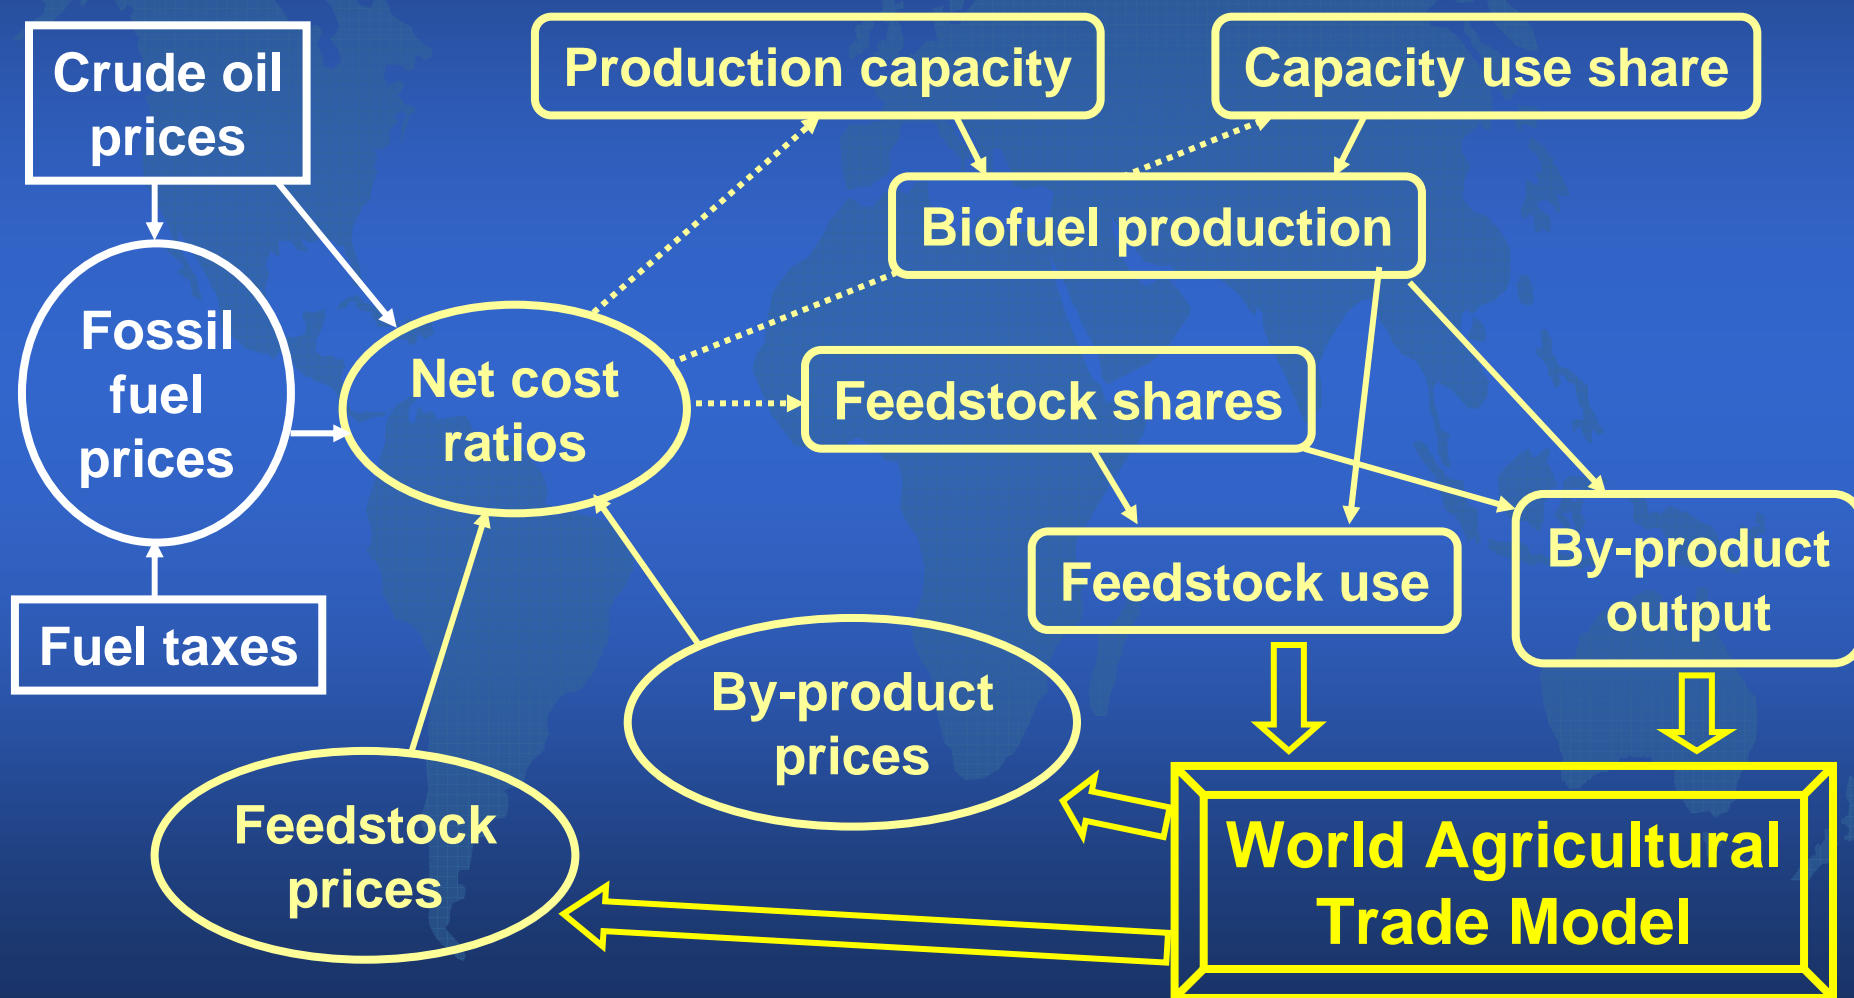 Crude oil
prices
Production capacity
Capacity use share
Biofuel production
Fossil
fuel
prices
Net cost
ratios
Feedstock shares
Feedstock use
By-product
output
Fuel taxes
By-product
prices
Feedstock
prices
World Agricultural
Trade Model